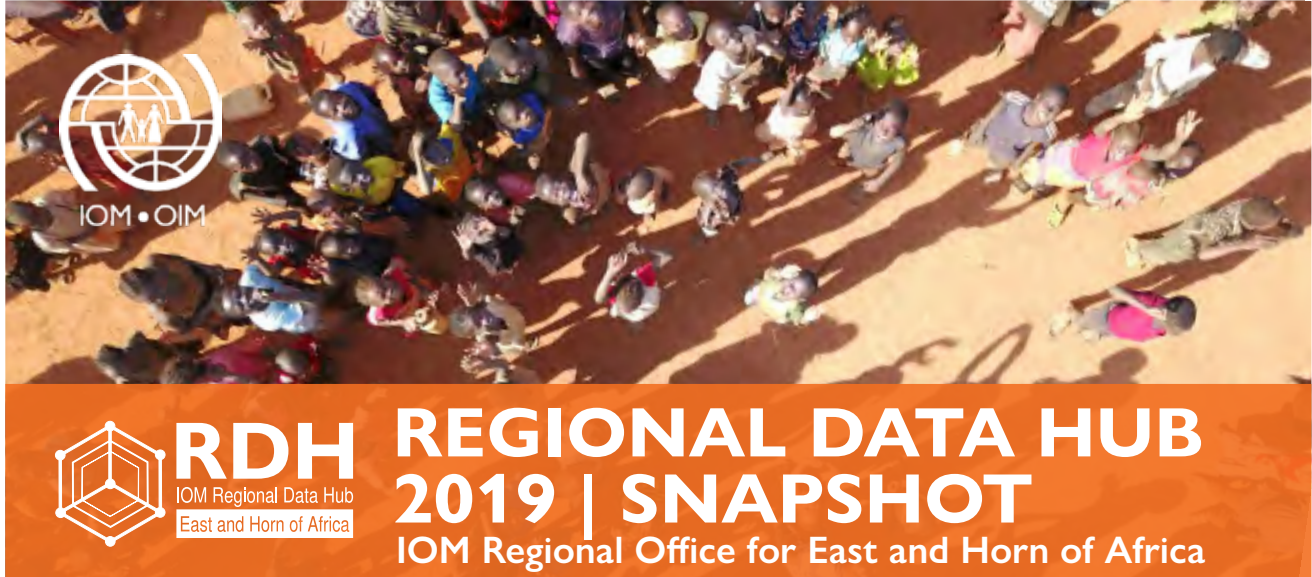 IOM • OIM
RDH
IOM Regional Data Hub
East and Horn of Africa
REGIONAL DATA HUB
2019 | SNAPSHOT
IOM Regional Office for East and Horn of Africa